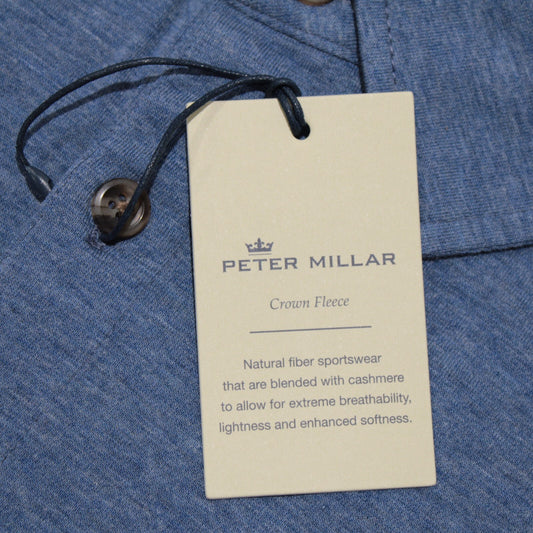 PETER MILLAR
Crown Fleece
Natural fiber sportswear
that are blended with cashmere
to allow for extreme breathability,
lightness and enhanced softness.